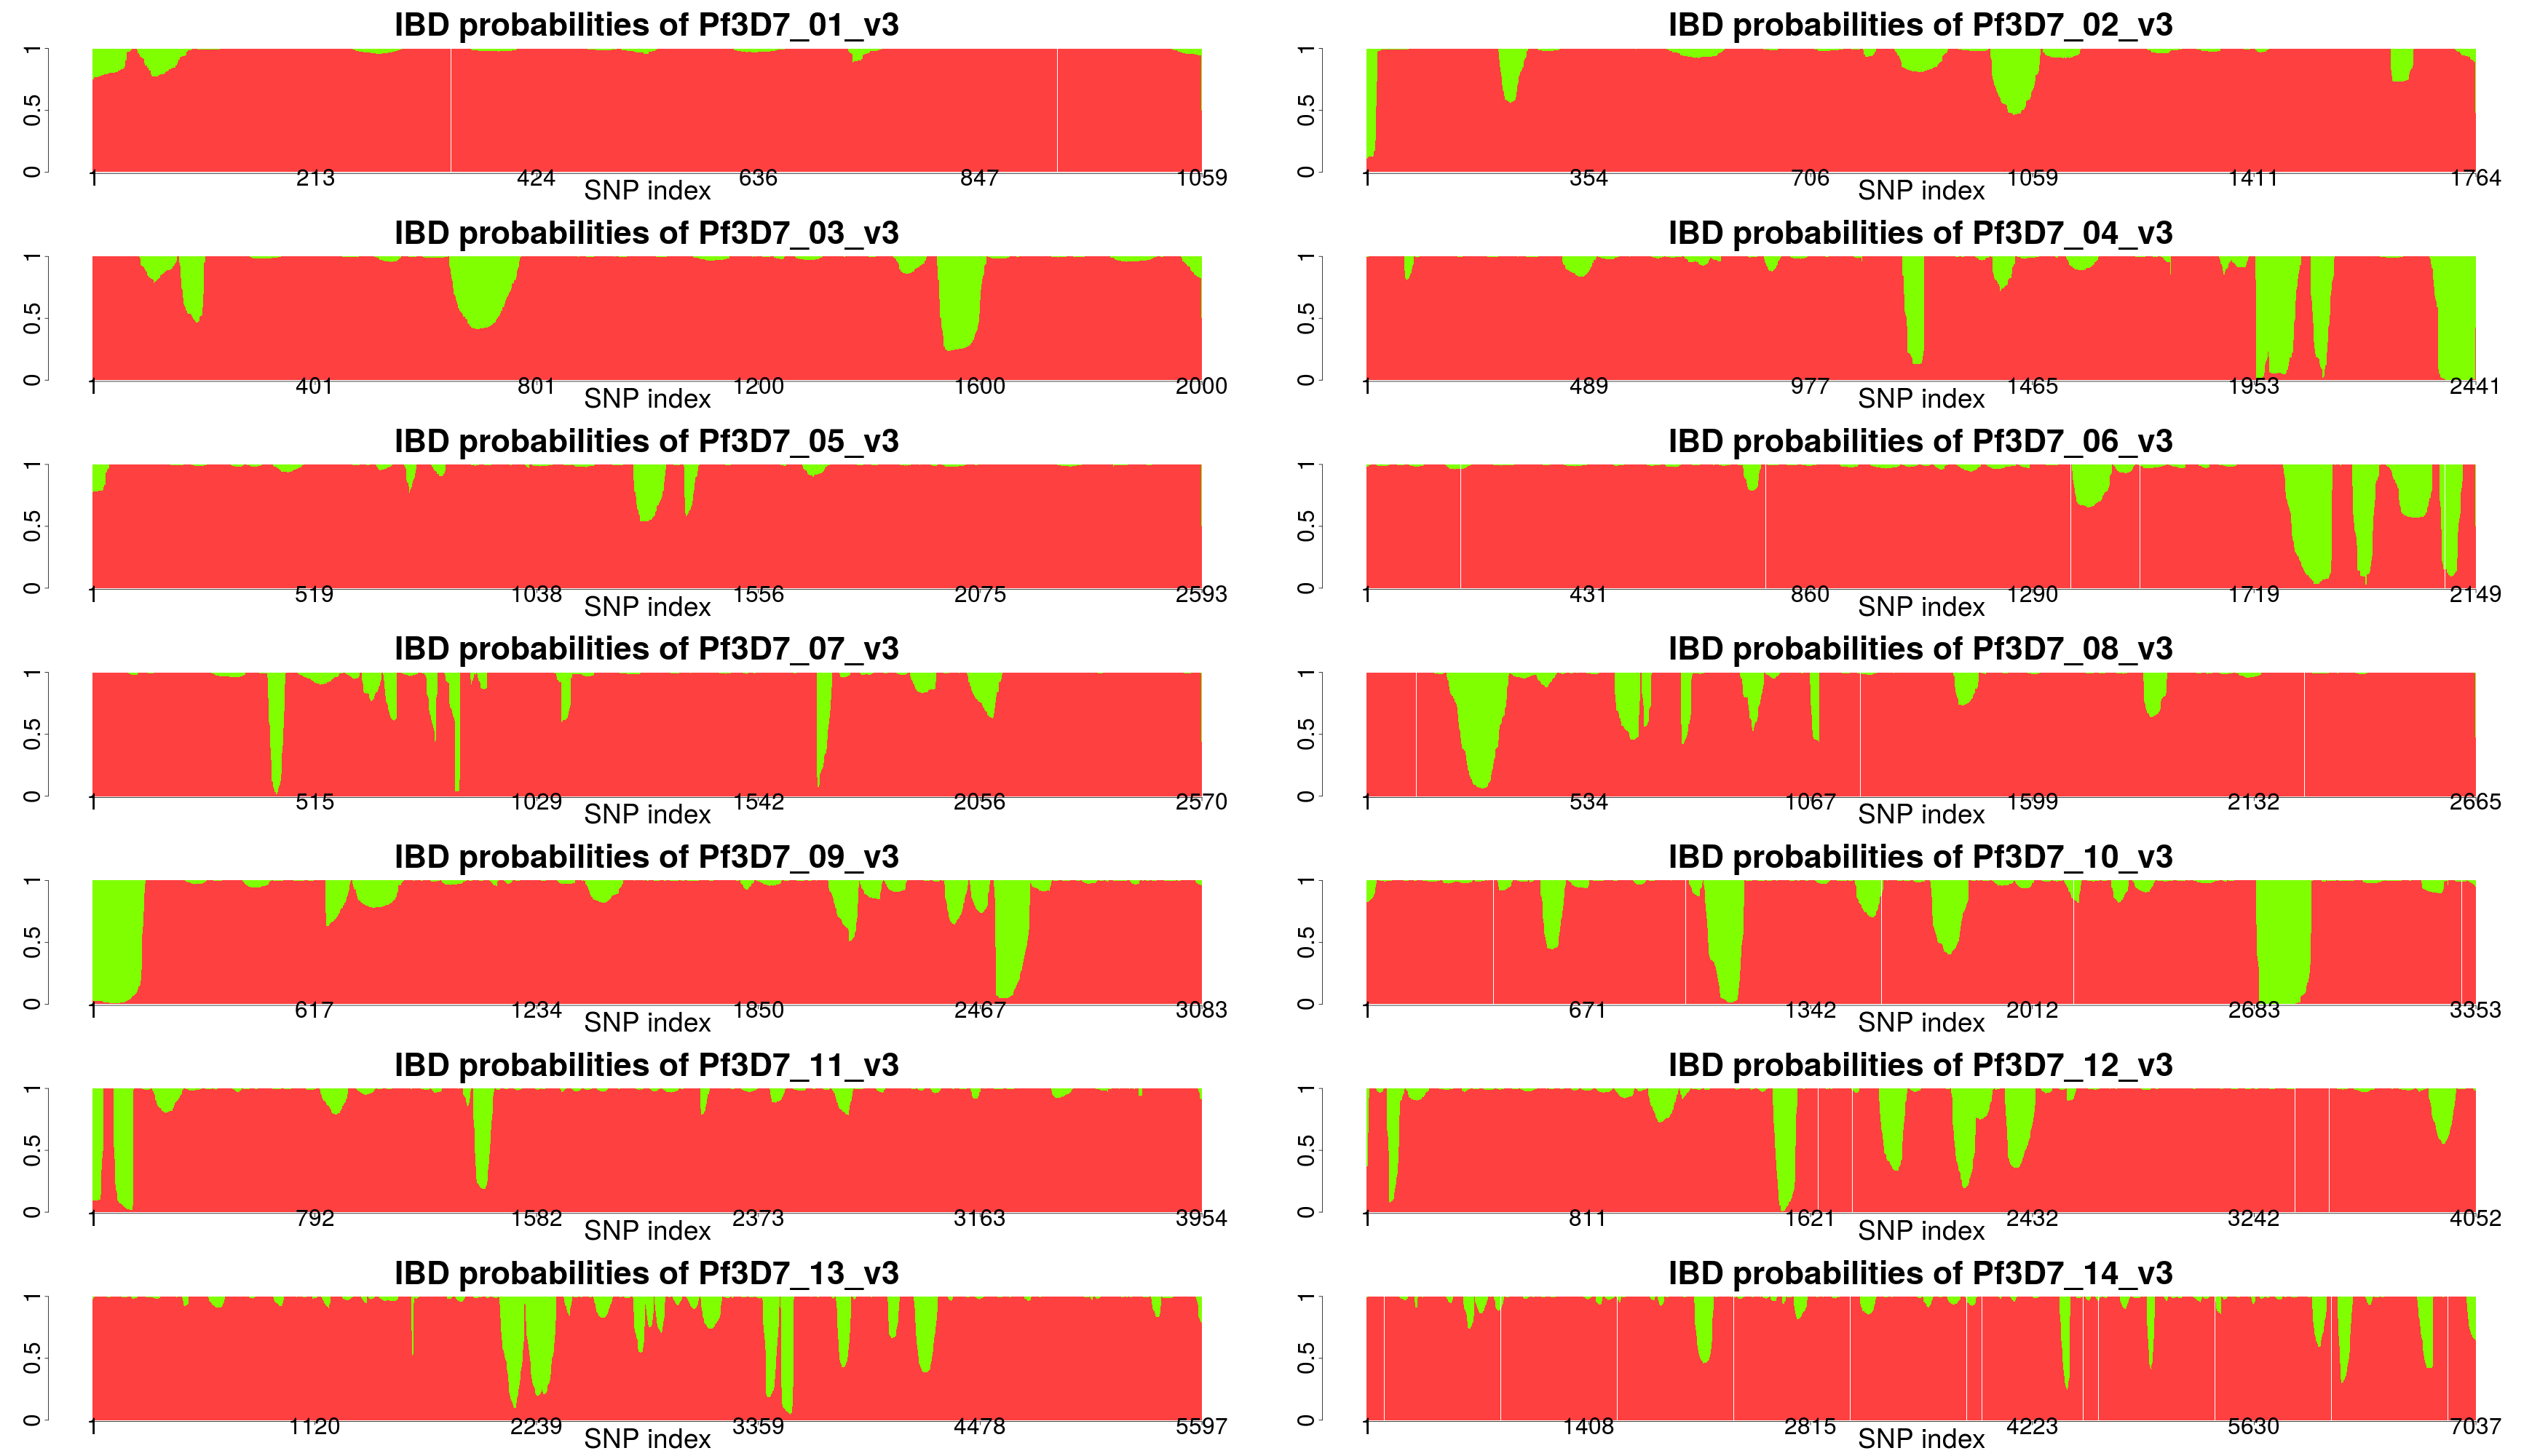 IBD probabilities of Pf3D7_01_v3
0 0.5 1
1 213 424 636 847 1059
SNP index
IBD probabilities of Pf3D7_02_v3
0 0.5 1
1 354 706 1059 1411 1764
SNP index
IBD probabilities of Pf3D7_03_v3
0 0.5 1
1 401 801 1200 1600 2000
SNP index
IBD probabilities of Pf3D7_04_v3
0 0.5 1
1 489 977 1465 1953 2441
SNP index
IBD probabilities of Pf3D7_05_v3
0 0.5 1
1 519 1038 1556 2075 2593
SNP index
IBD probabilities of Pf3D7_06_v3
0 0.5 1
1 431 860 1290 1719 2149
SNP index
IBD probabilities of Pf3D7_07_v3
0 0.5 1
1 515 1029 1542 2056 2570
SNP index
IBD probabilities of Pf3D7_08_v3
0 0.5 1
1 534 1067 1599 2132 2665
SNP index
IBD probabilities of Pf3D7_09_v3
0 0.5 1
1 617 1234 1850 2467 3083
SNP index
IBD probabilities of Pf3D7_10_v3
0 0.5 1
1 671 1342 2012 2683 3353
SNP index
IBD probabilities of Pf3D7_11_v3
0 0.5 1
1 792 1582 2373 3163 3954
SNP index
IBD probabilities of Pf3D7_12_v3
0 0.5 1
1 811 1621 2432 3242 4052
SNP index
IBD probabilities of Pf3D7_13_v3
0 0.5 1
1 1120 2239 3359 4478 5597
SNP index
IBD probabilities of Pf3D7_14_v3
0 0.5 1
1 1408 2815 4223 5630 7037
SNP index